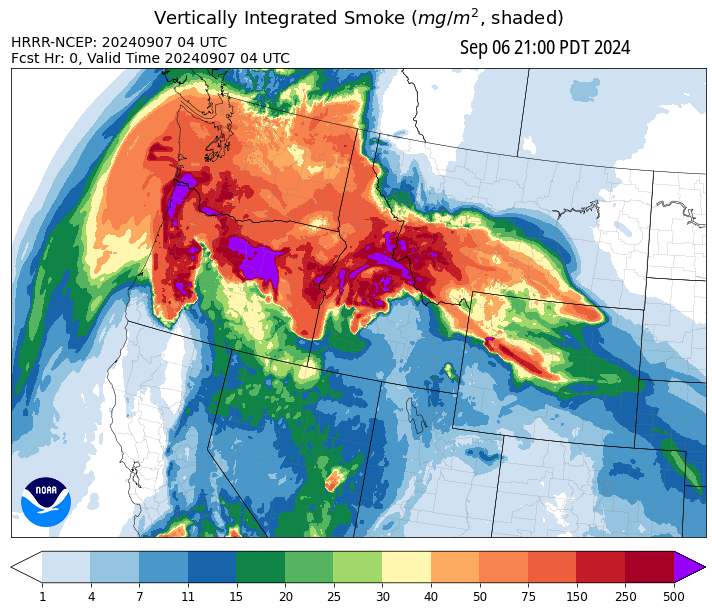 Vertically Integrated Smoke (mg/m², shaded)
HRRR-NCEP: 20240907 04 UTC
Fcst Hr: 0, Valid Time 20240907 04 UTC
Sep 06 21:00 PDT 2024
NOAA
1 4 7 11 15 20 25 30 40 50 75 150 250 500